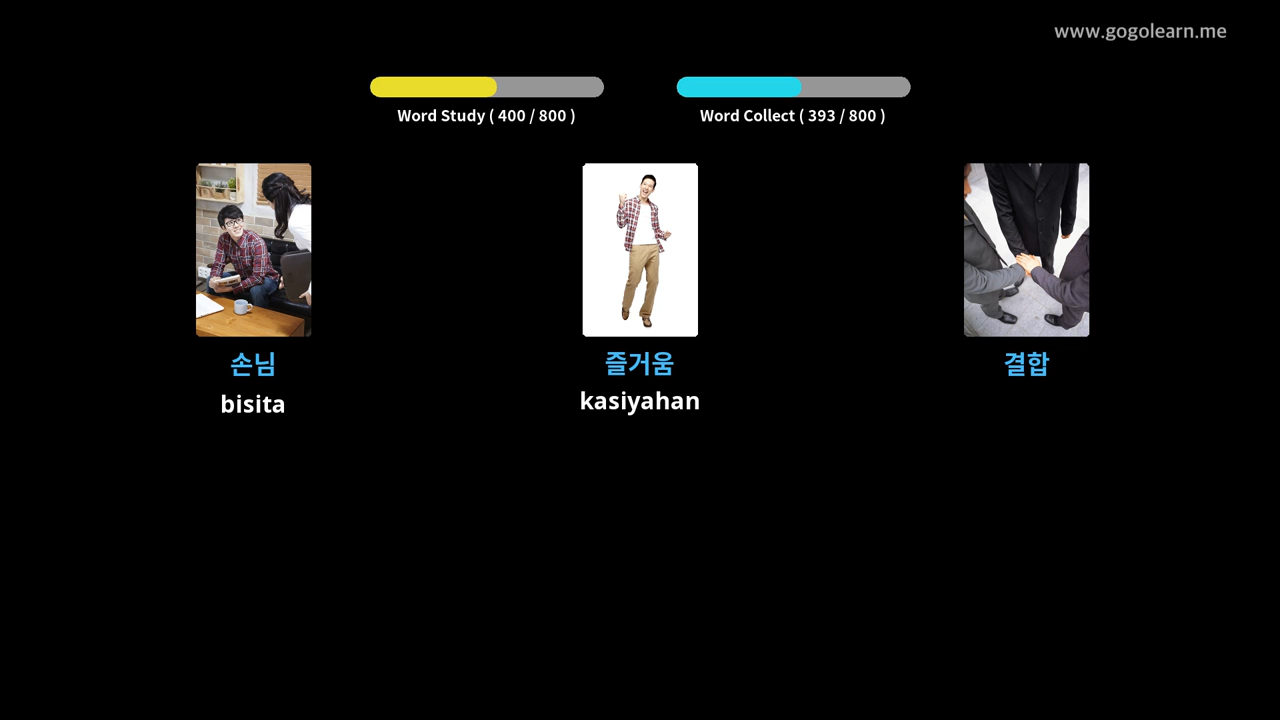 www.gogolearn.me
Word Study ( 400 / 800 )
Word Collect ( 393 / 800 )
손님
bisita
즐거움
kasiyahan
결합